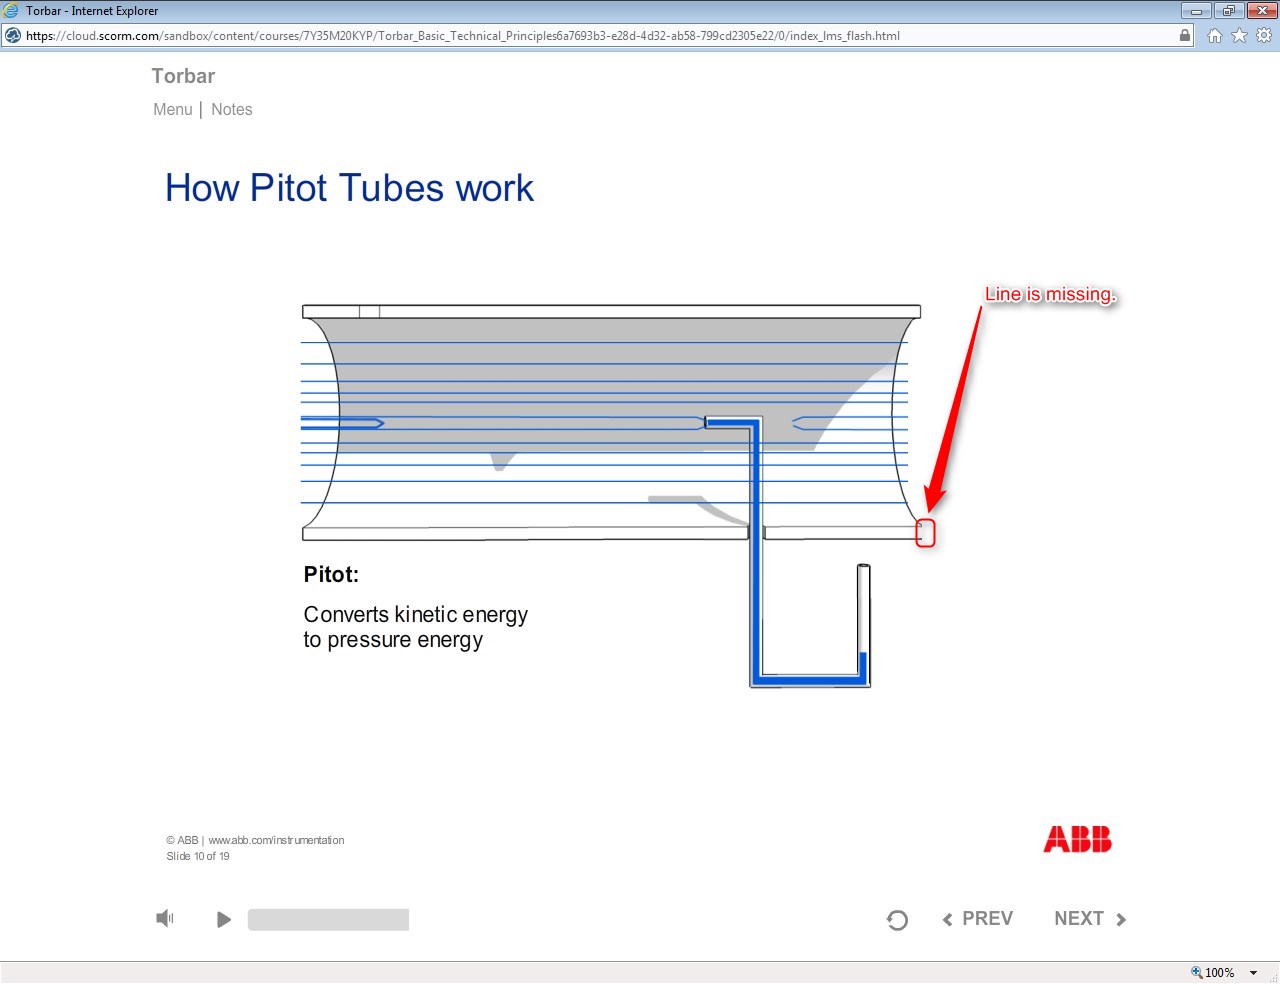 Torbar - Internet Explorer
https://cloud.scorm.com/sandbox/content/courses/7Y35M20KYP/Torbar_Basic_Technical_Principles6a7693b3-e28d-4d32-ab58-799cd2305e22/0/index_lms_flash.html
Torbar
Menu | Notes
How Pitot Tubes work
Line is missing.
Pitot:
Converts kinetic energy
to pressure energy
© ABB | www.abb.com/instrumentation
Slide 10 of 19
ABB
PREV NEXT
100%